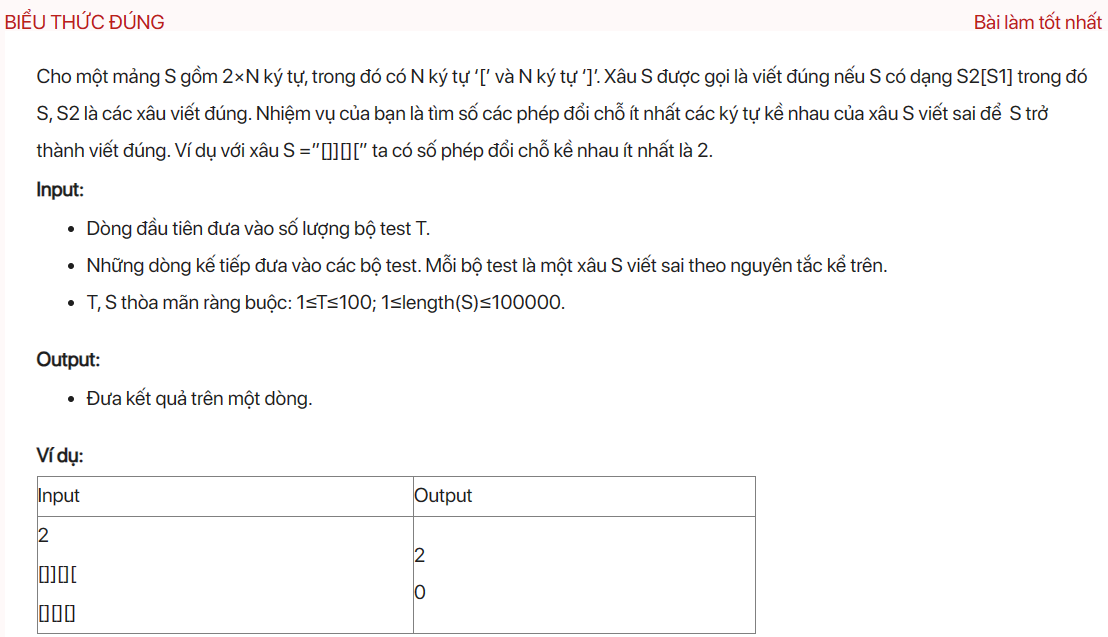 BIỂU THỨC ĐÚNG
Bài làm tốt nhất
Cho một mảng S gồm 2×N ký tự, trong đó có N ký tự ‘[’ và N ký tự ‘]’. Xâu S được gọi là viết đúng nếu S có dạng S2[S1] trong đó
S, S2 là các xâu viết đúng. Nhiệm vụ của bạn là tìm số các phép đổi chỗ ít nhất các ký tự kề nhau của xâu S viết sai để S trở
thành viết đúng. Ví dụ với xâu S =”[]][][” ta có số phép đổi chỗ kề nhau ít nhất là 2.
Input:
• Dòng đầu tiên đưa vào số lượng bộ test T.
• Những dòng kế tiếp đưa vào các bộ test. Mỗi bộ test là một xâu S viết sai theo nguyên tắc kể trên.
• T, S thỏa mãn ràng buộc: 1≤T≤100; 1≤length(S)≤100000.
Output:
• Đưa kết quả trên một dòng.
Ví dụ:
Input
Output
2
[]][][
[][][]
2
0